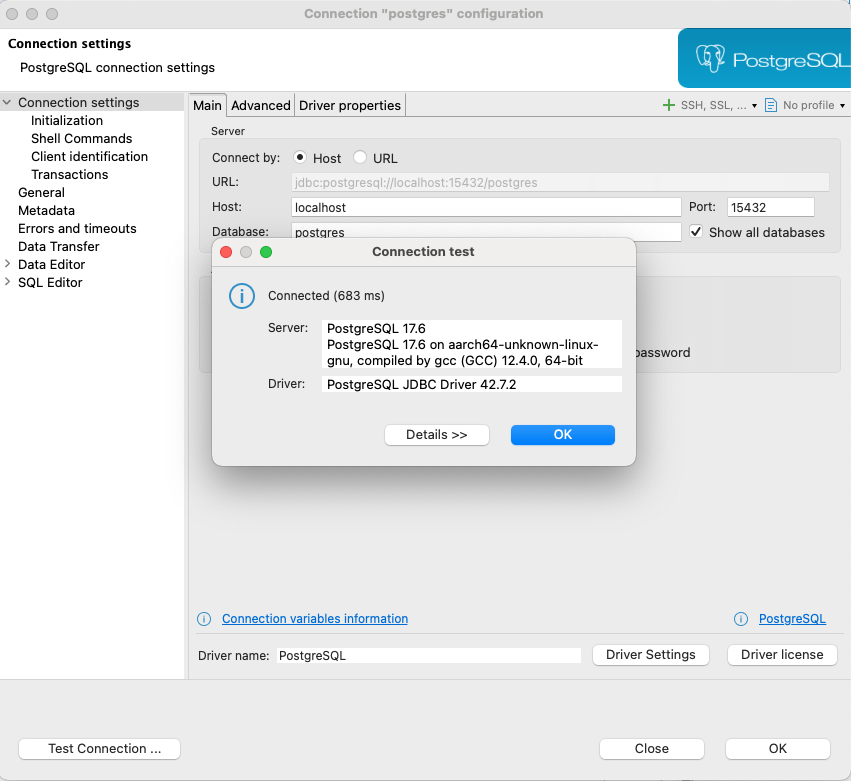 Connection "postgres" configuration
Connection settings
PostgreSQL connection settings
PostgreSQL
Connection settings
Initialization
Shell Commands
Client identification
Transactions
General
Metadata
Errors and timeouts
Data Transfer
Data Editor
SQL Editor
Main Advanced Driver properties
SSH, SSL, ... No profile
Server
Connect by: Host URL
URL: jdbc:postgresql://localhost:15432/postgres
Host: localhost Port: 15432
Database: postgres Show all databases
password
Connection test
Connected (683 ms)
Server: PostgreSQL 17.6
PostgreSQL 17.6 on aarch64-unknown-linux-
gnu, compiled by gcc (GCC) 12.4.0, 64-bit
Driver: PostgreSQL JDBC Driver 42.7.2
Details >> OK
Connection variables information PostgreSQL
Driver name: PostgreSQL Driver Settings Driver license
Test Connection ... Close OK